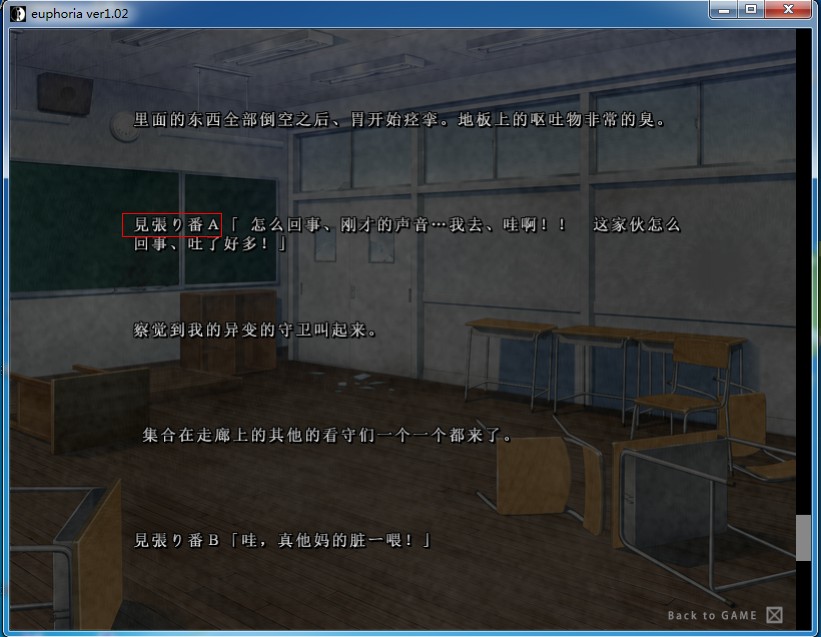 euphoria ver1.02
里面的东西全部倒空之后、胃开始痉挛。地板上的呕吐物非常的臭。
見張り番A「 怎么回事、刚才的声音…我去、哇啊！！　这家伙怎么
回事、吐了好多！」
察觉到我的异变的守卫叫起来。
集合在走廊上的其他的看守们一个一个都来了。
見張り番B「哇，真他妈的脏一喂！」
Back to GAME